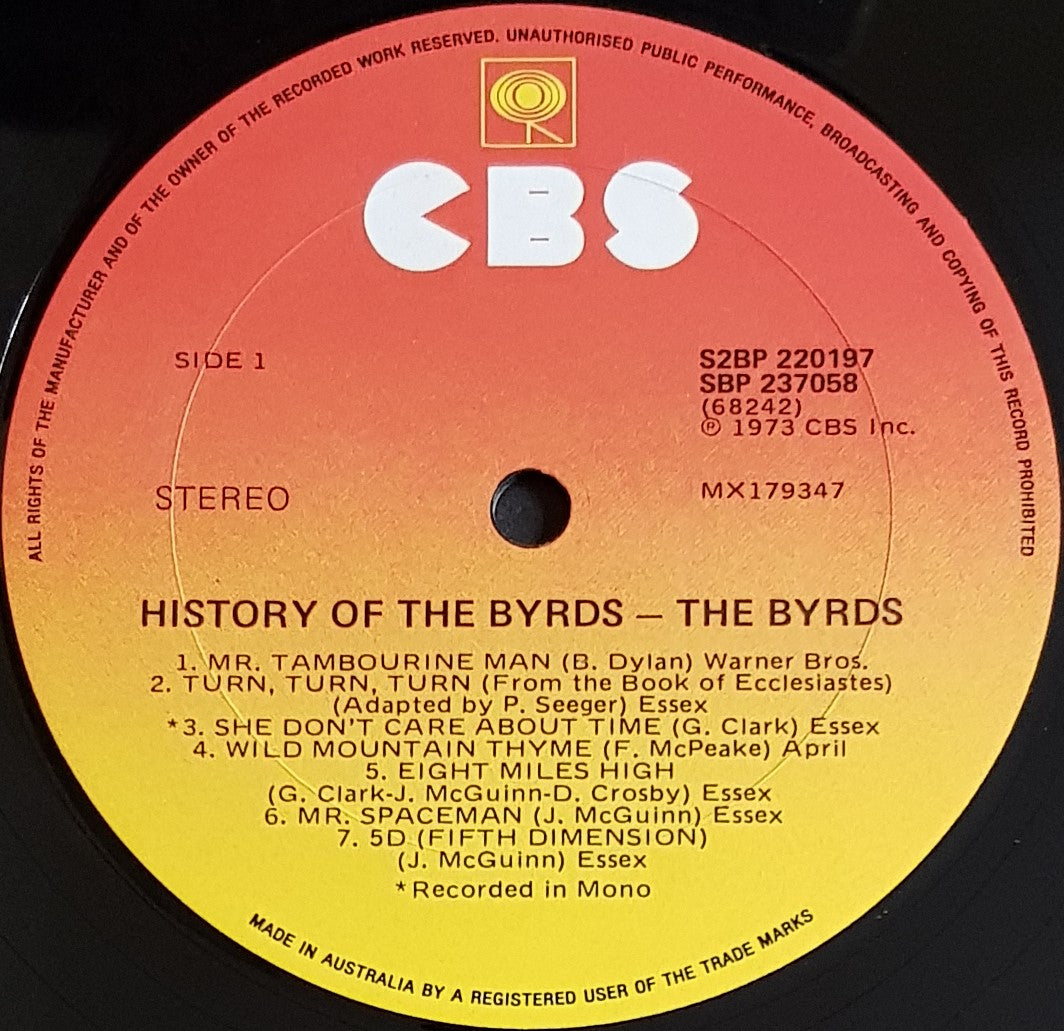 ALL RIGHTS OF THE MANUFACTURER AND OF THE OWNER OF THE RECORDED WORK RESERVED. UNAUTHORISED PUBLIC PERFORMANCE, BROADCASTING AND COPYING OF THIS RECORD PROHIBITED
CBS
SIDE 1
S2BP 220197
SBP 237058
(68242)
℗ 1973 CBS Inc.
STEREO
MX179347
HISTORY OF THE BYRDS – THE BYRDS
1. MR. TAMBOURINE MAN (B. Dylan) Warner Bros.
2. TURN, TURN, TURN (From the Book of Ecclesiastes)
(Adapted by P. Seeger) Essex
*3. SHE DON'T CARE ABOUT TIME (G. Clark) Essex
4. WILD MOUNTAIN THYME (F. McPeake) April
5. EIGHT MILES HIGH
(G. Clark-J. McGuinn-D. Crosby) Essex
6. MR. SPACEMAN (J. McGuinn) Essex
7. 5D (FIFTH DIMENSION)
(J. McGuinn) Essex
*Recorded in Mono
MADE IN AUSTRALIA BY A REGISTERED USER OF THE TRADE MARKS